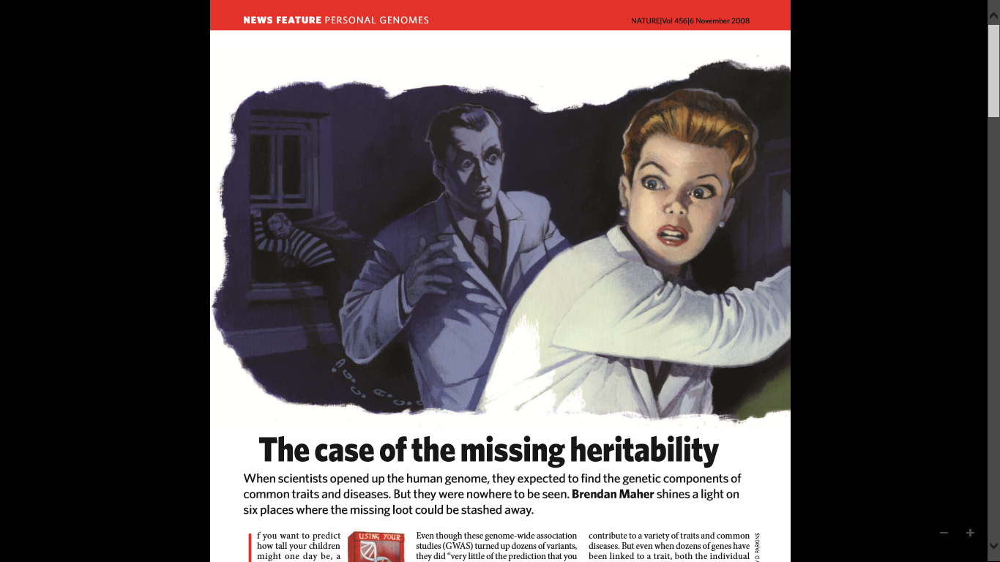 NEWS FEATURE PERSONAL GENOMES
NATURE|Vol 456|6 November 2008
The case of the missing heritability
When scientists opened up the human genome, they expected to find the genetic components of
common traits and diseases. But they were nowhere to be seen. Brendan Maher shines a light on
six places where the missing loot could be stashed away.
If you want to predict
how tall your children
might one day be, a
USING YOUR
Even though these genome-wide association
studies (GWAS) turned up dozens of variants,
they did “very little of the prediction that you
contribute to a variety of traits and common
diseases. But even when dozens of genes have
been linked to a trait, both the individual
D. PARKINS